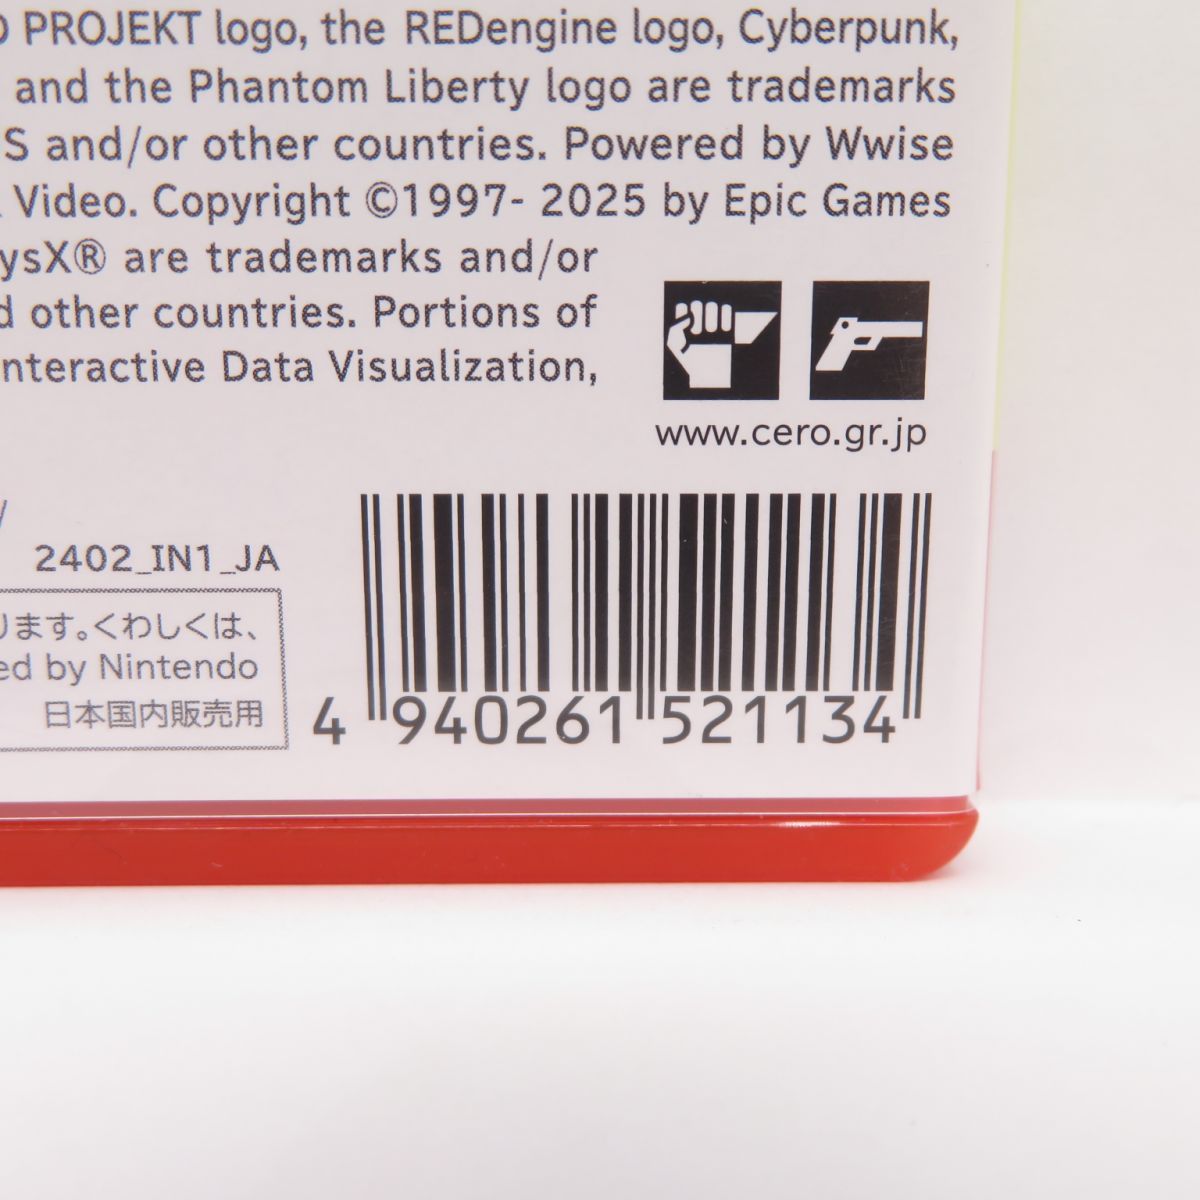 PROJEKT logo, the REDengine logo, Cyberpunk,
and the Phantom Liberty logo are trademarks
S and/or other countries. Powered by Wwise
Video. Copyright ©1997- 2025 by Epic Games
ysX® are trademarks and/or
d other countries. Portions of
nteractive Data Visualization,
www.cero.gr.jp
2402_IN1_JA
ります。くわしくは、
ed by Nintendo
日本国内販売用
4 940261 521134